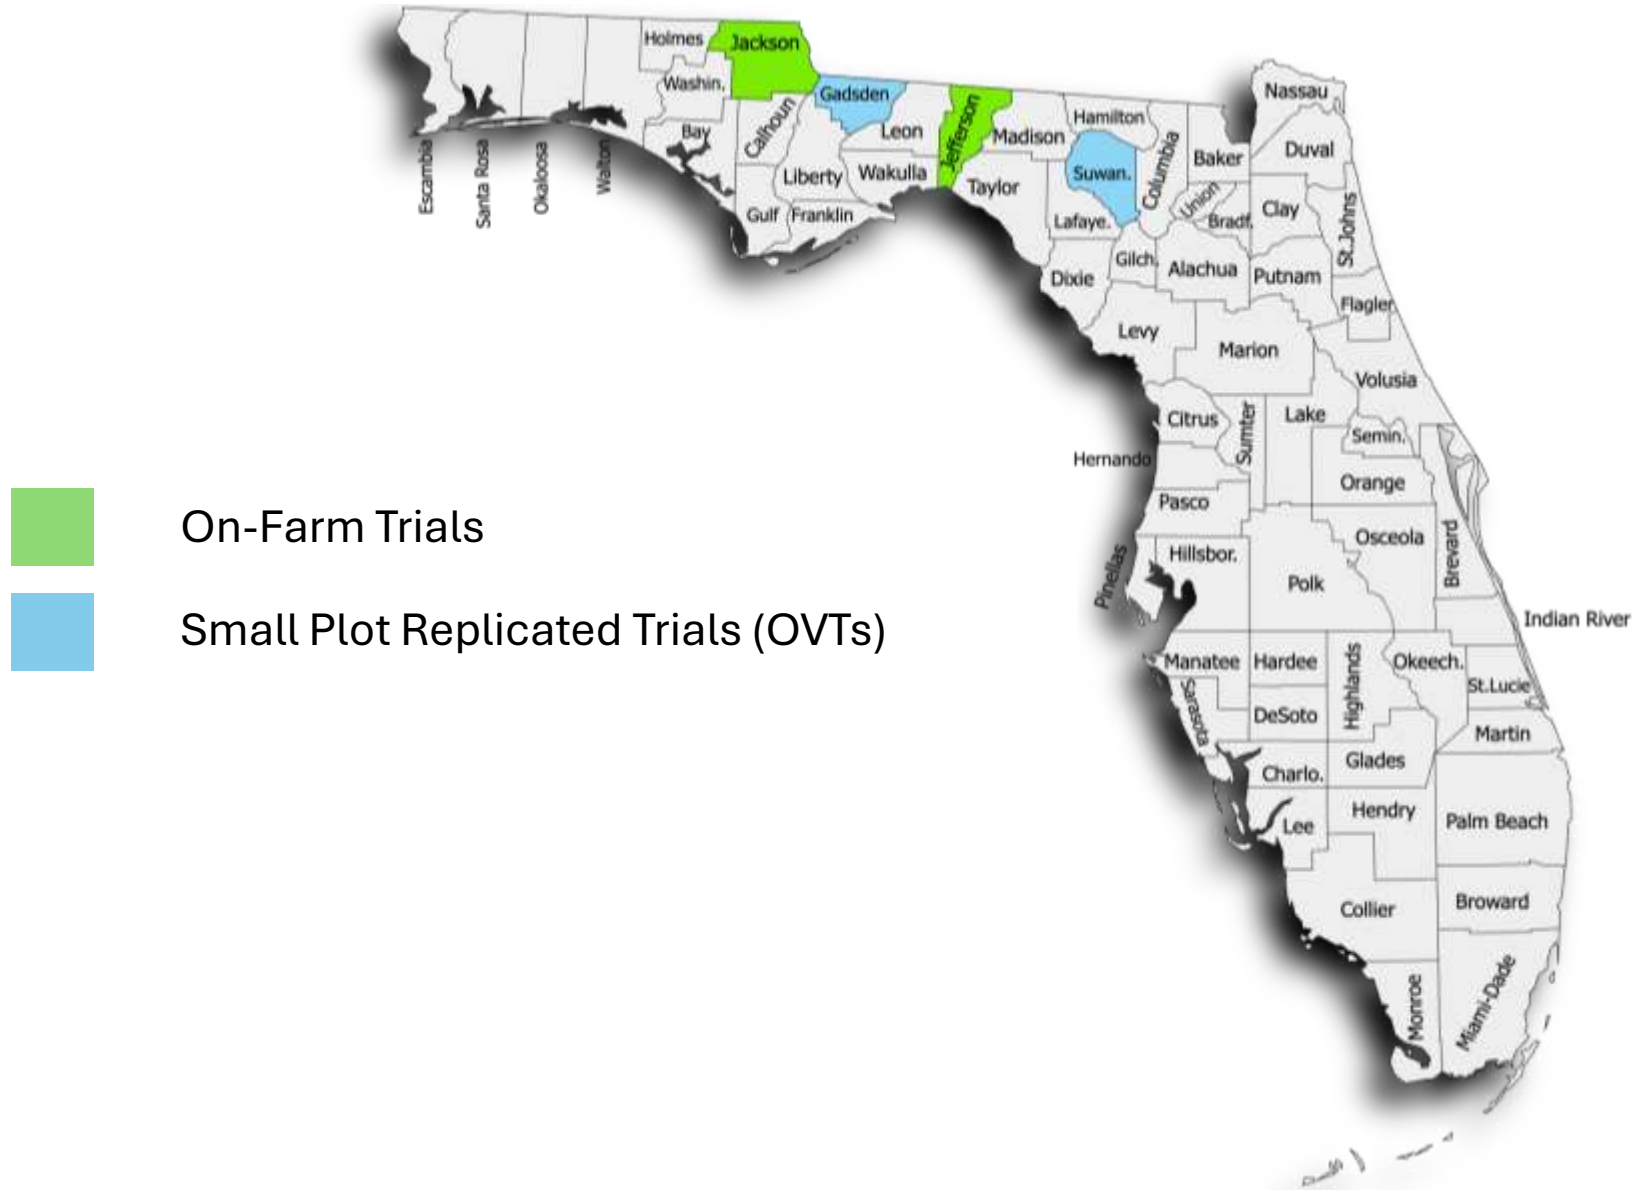 Holmes
Jackson
Washin.
Gadsden
Calhoun
Bay
Leon
Jefferson
Madison
Hamilton
Suwan.
Columbia
Baker
Nassau
Duval
Escambia
Santa Rosa
Okaloosa
Walton
Liberty
Wakulla
Taylor
Gulf
Franklin
Lafaye.
Union
Bradf.
Clay
St.Johns
Dixie
Gilch.
Alachua
Putnam
Flagler
Levy
Marion
Volusia
Citrus
Sumter
Lake
Semin.
Hernando
Orange
Pasco
On-Farm Trials
Osceola
Brevard
Pinellas
Hillsbor.
Polk
Small Plot Replicated Trials (OVTs)
Indian River
Manatee
Hardee
Highlands
Okeech.
St.Lucie
Sarasota
DeSoto
Martin
Charlo.
Glades
Lee
Hendry
Palm Beach
Collier
Broward
Monroe
Miami-Dade